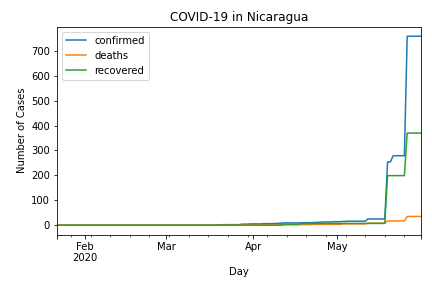 COVID-19 in Nicaragua
confirmed
deaths
recovered
Number of Cases
700
600
500
400
300
200
100
0
Feb Mar Apr May
2020
Day